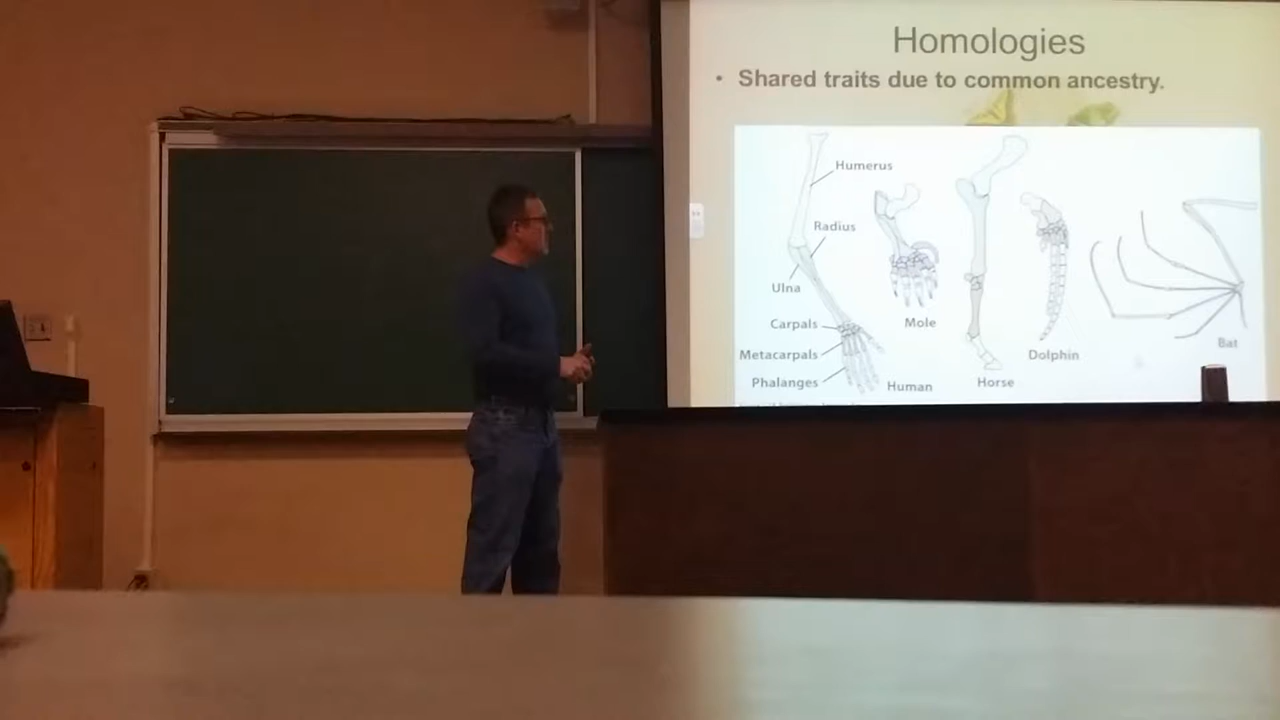 Homologies
• Shared traits due to common ancestry.
Humerus
Radius
Ulna
Carpals
Metacarpals
Phalanges
Human
Mole
Horse
Dolphin
Bat